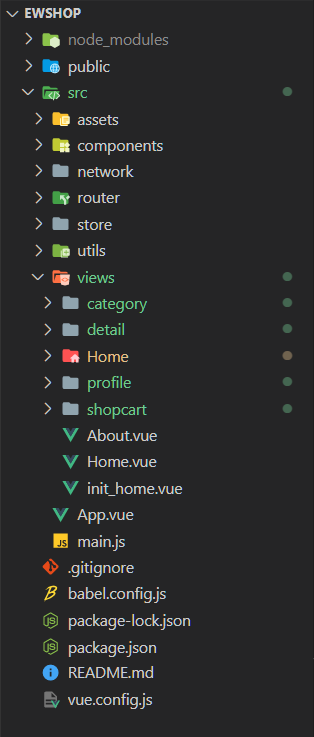 EWSHOP
node_modules
public
src
assets
components
network
router
store
utils
views
category
detail
Home
profile
shopcart
About.vue
Home.vue
init_home.vue
App.vue
JS main.js
.gitignore
babel.config.js
package-lock.json
package.json
README.md
vue.config.js